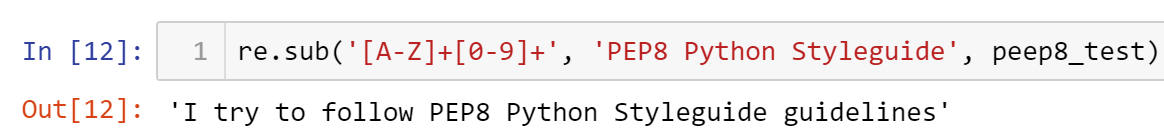 In [12]: 1 re.sub('[A-Z]+[0-9]+', 'PEP8 Python Styleguide', peep8_test)
Out[12]: 'I try to follow PEP8 Python Styleguide guidelines'